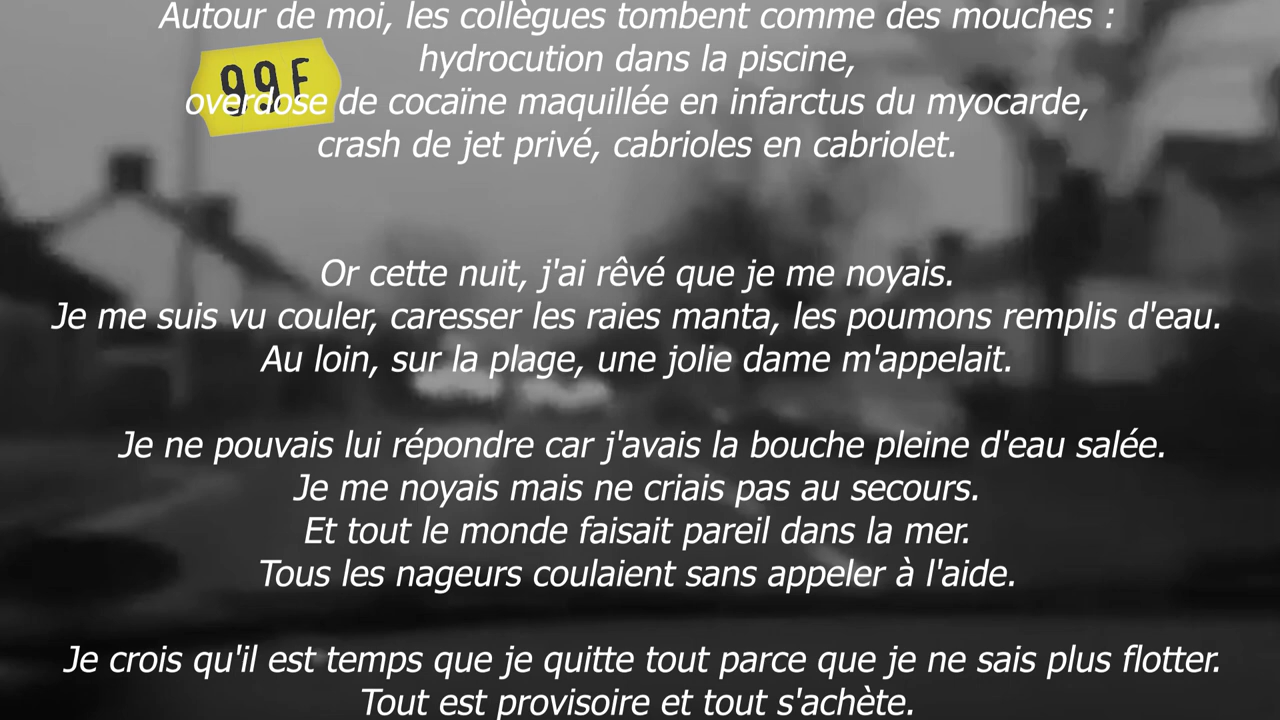 Autour de moi, les collègues tombent comme des mouches :
99F
hydrocution dans la piscine,
overdose de cocaïne maquillée en infarctus du myocarde,
crash de jet privé, cabrioles en cabriolet.
Or cette nuit, j'ai rêvé que je me noyais.
Je me suis vu couler, caresser les raies manta, les poumons remplis d'eau.
Au loin, sur la plage, une jolie dame m'appelait.
Je ne pouvais lui répondre car j'avais la bouche pleine d'eau salée.
Je me noyais mais ne criais pas au secours.
Et tout le monde faisait pareil dans la mer.
Tous les nageurs coulaient sans appeler à l'aide.
Je crois qu'il est temps que je quitte tout parce que je ne sais plus flotter.
Tout est provisoire et tout s'achète.